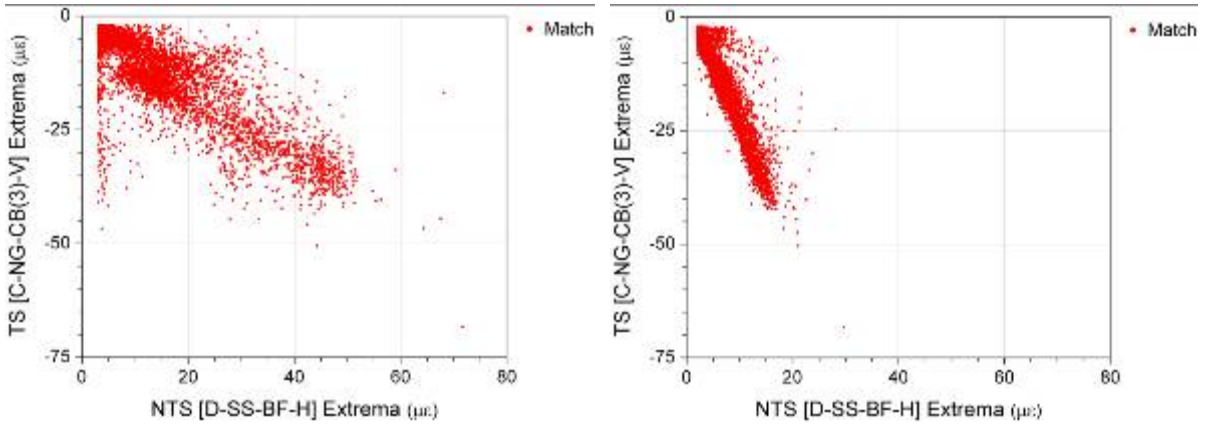 0
-25
-50
-75
TS [C-NG-CB(3)-V] Extrema (με)
0 20 40 60 80
NTS [D-SS-BF-H] Extrema (με)
Match
0
-25
-50
-75
TS [C-NG-CB(3)-V] Extrema (με)
0 20 40 60 80
NTS [D-SS-BF-H] Extrema (με)
Match